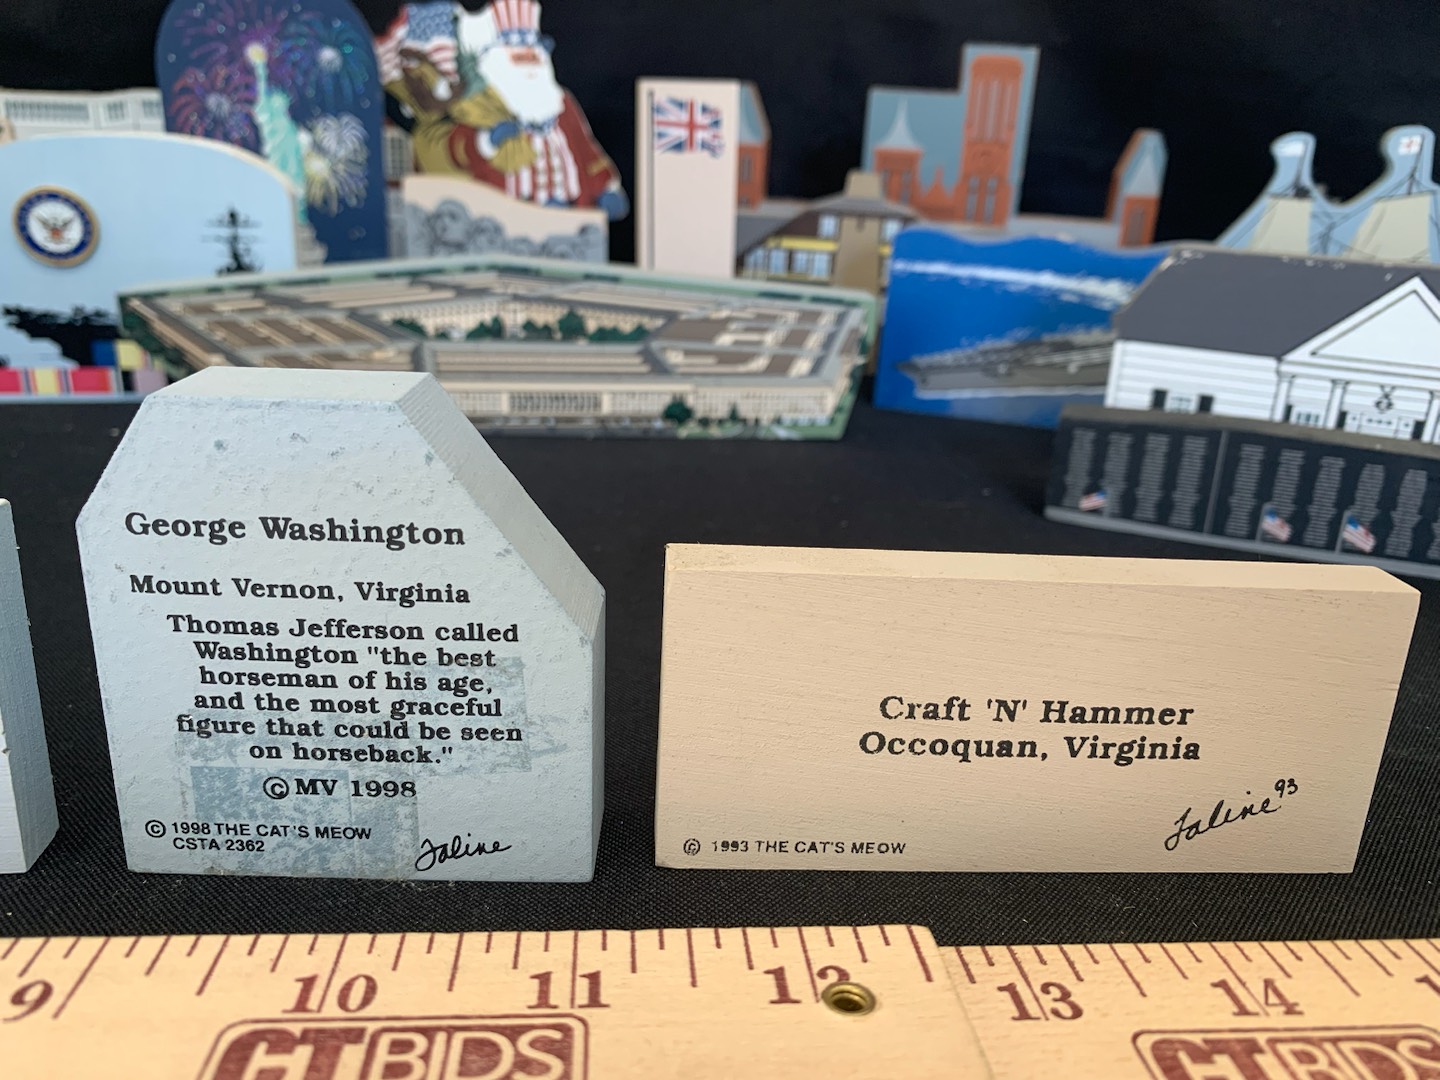 George Washington
Mount Vernon, Virginia
Thomas Jefferson called
Washington "the best
horseman of his age,
and the most graceful
figure that could be seen
on horseback."
© MV 1998
© 1998 THE CAT'S MEOW
CSTA 2362
Faline
Craft 'N' Hammer
Occoquan, Virginia
Faline 93
© 1993 THE CAT'S MEOW
9 10 11 12 13 14
CTBIDS
CTBIDS